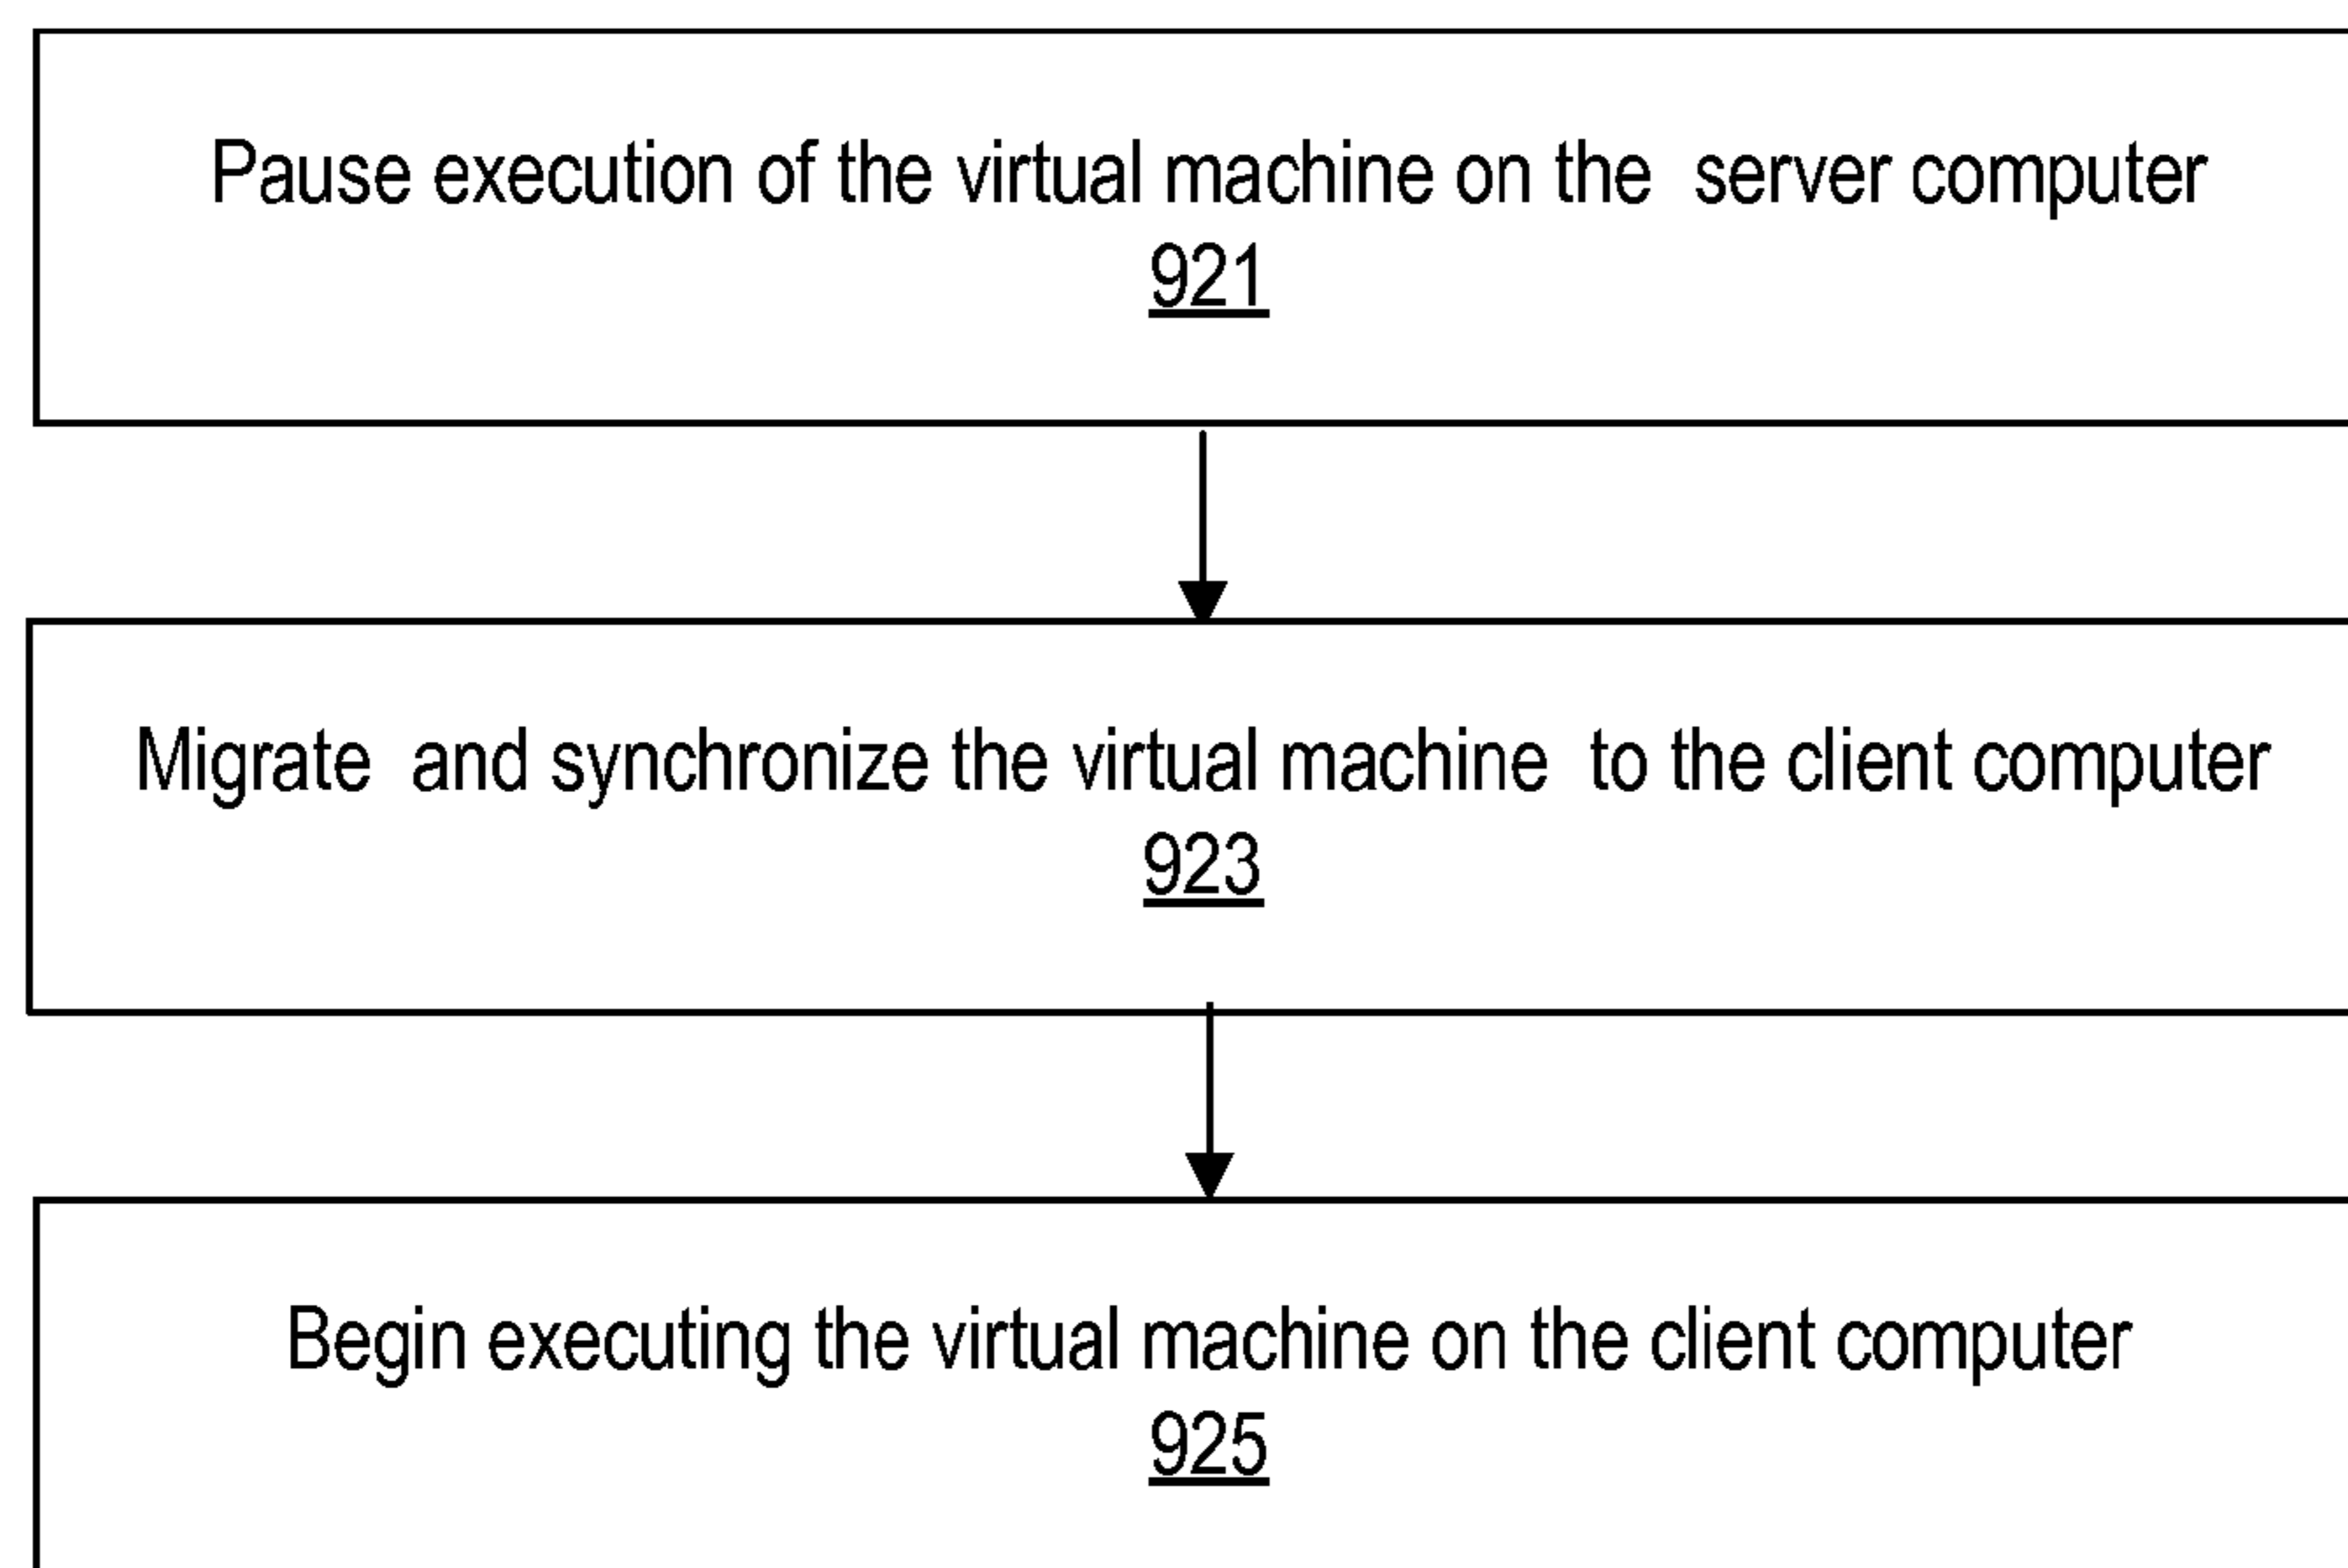 Pause execution of the virtual machine on the server computer
921
Migrate and synchronize the virtual machine to the client computer
923
Begin executing the virtual machine on the client computer
925